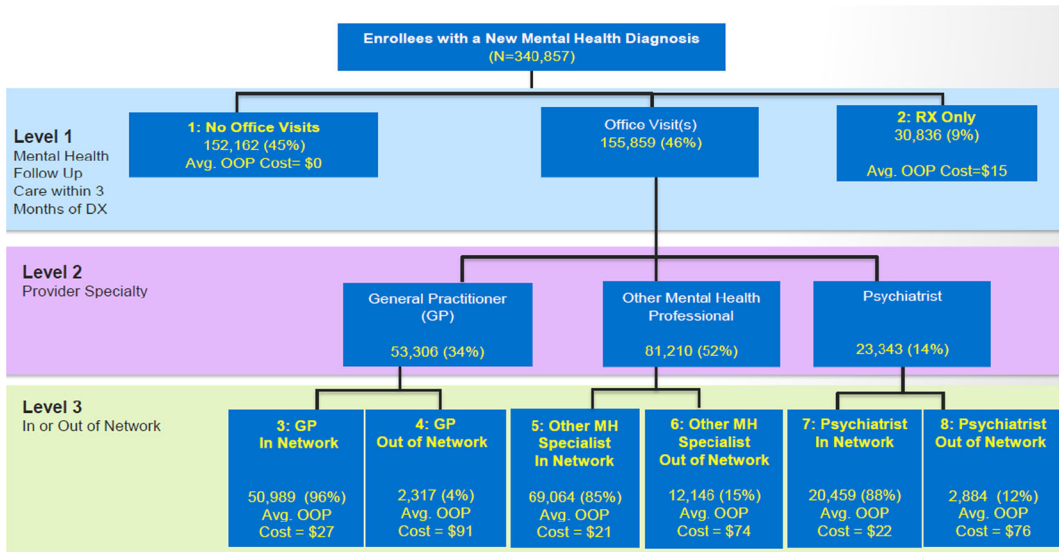 Enrollees with a New Mental Health Diagnosis
(N=340,857)
Level 1
Mental Health
Follow Up
Care within 3
Months of DX
1: No Office Visits
152,162 (45%)
Avg. OOP Cost= $0
Office Visit(s)
155,859 (46%)
2: RX Only
30,836 (9%)
Avg. OOP Cost=$15
Level 2
Provider Specialty
General Practitioner
(GP)
53,306 (34%)
Other Mental Health
Professional
81,210 (52%)
Psychiatrist
23,343 (14%)
Level 3
In or Out of Network
3: GP
In Network
50,989 (96%)
Avg. OOP
Cost = $27
4: GP
Out of Network
2,317 (4%)
Avg. OOP
Cost = $91
5: Other MH
Specialist
In Network
69,064 (85%)
Avg. OOP
Cost = $21
6: Other MH
Specialist
Out of Network
12,146 (15%)
Avg. OOP
Cost = $74
7: Psychiatrist
In Network
20,459 (88%)
Avg. OOP
Cost = $22
8: Psychiatrist
Out of Network
2,884 (12%)
Avg. OOP
Cost = $76